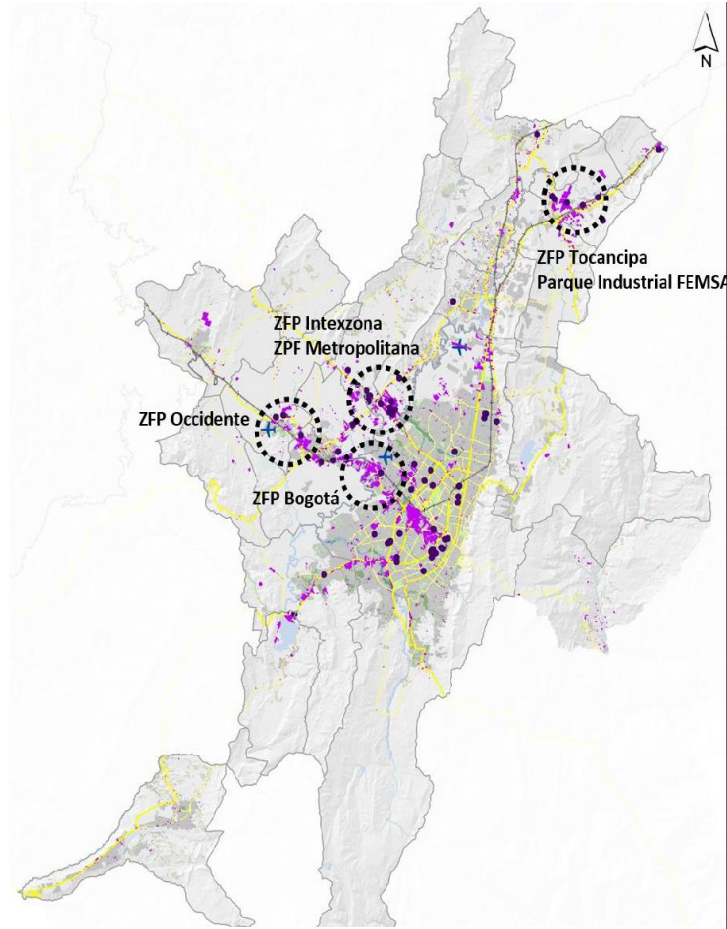 N
ZFP Tocancipa
Parque Industrial FEMSA
ZFP Intexzona
ZPF Metropolitana
ZFP Occidente
ZFP Bogotá